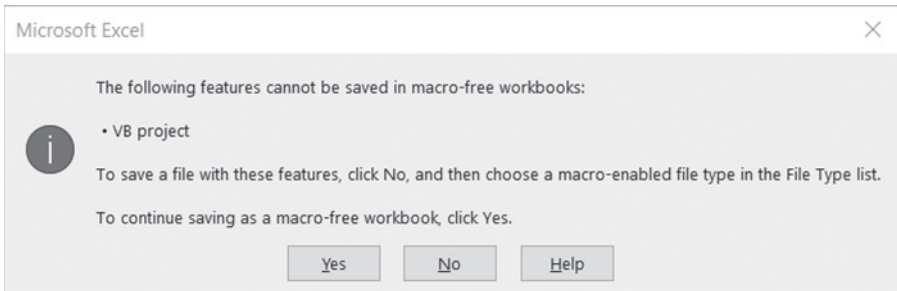 Microsoft Excel
The following features cannot be saved in macro-free workbooks:
• VB project
To save a file with these features, click No, and then choose a macro-enabled file type in the File Type list.
To continue saving as a macro-free workbook, click Yes.
Yes No Help